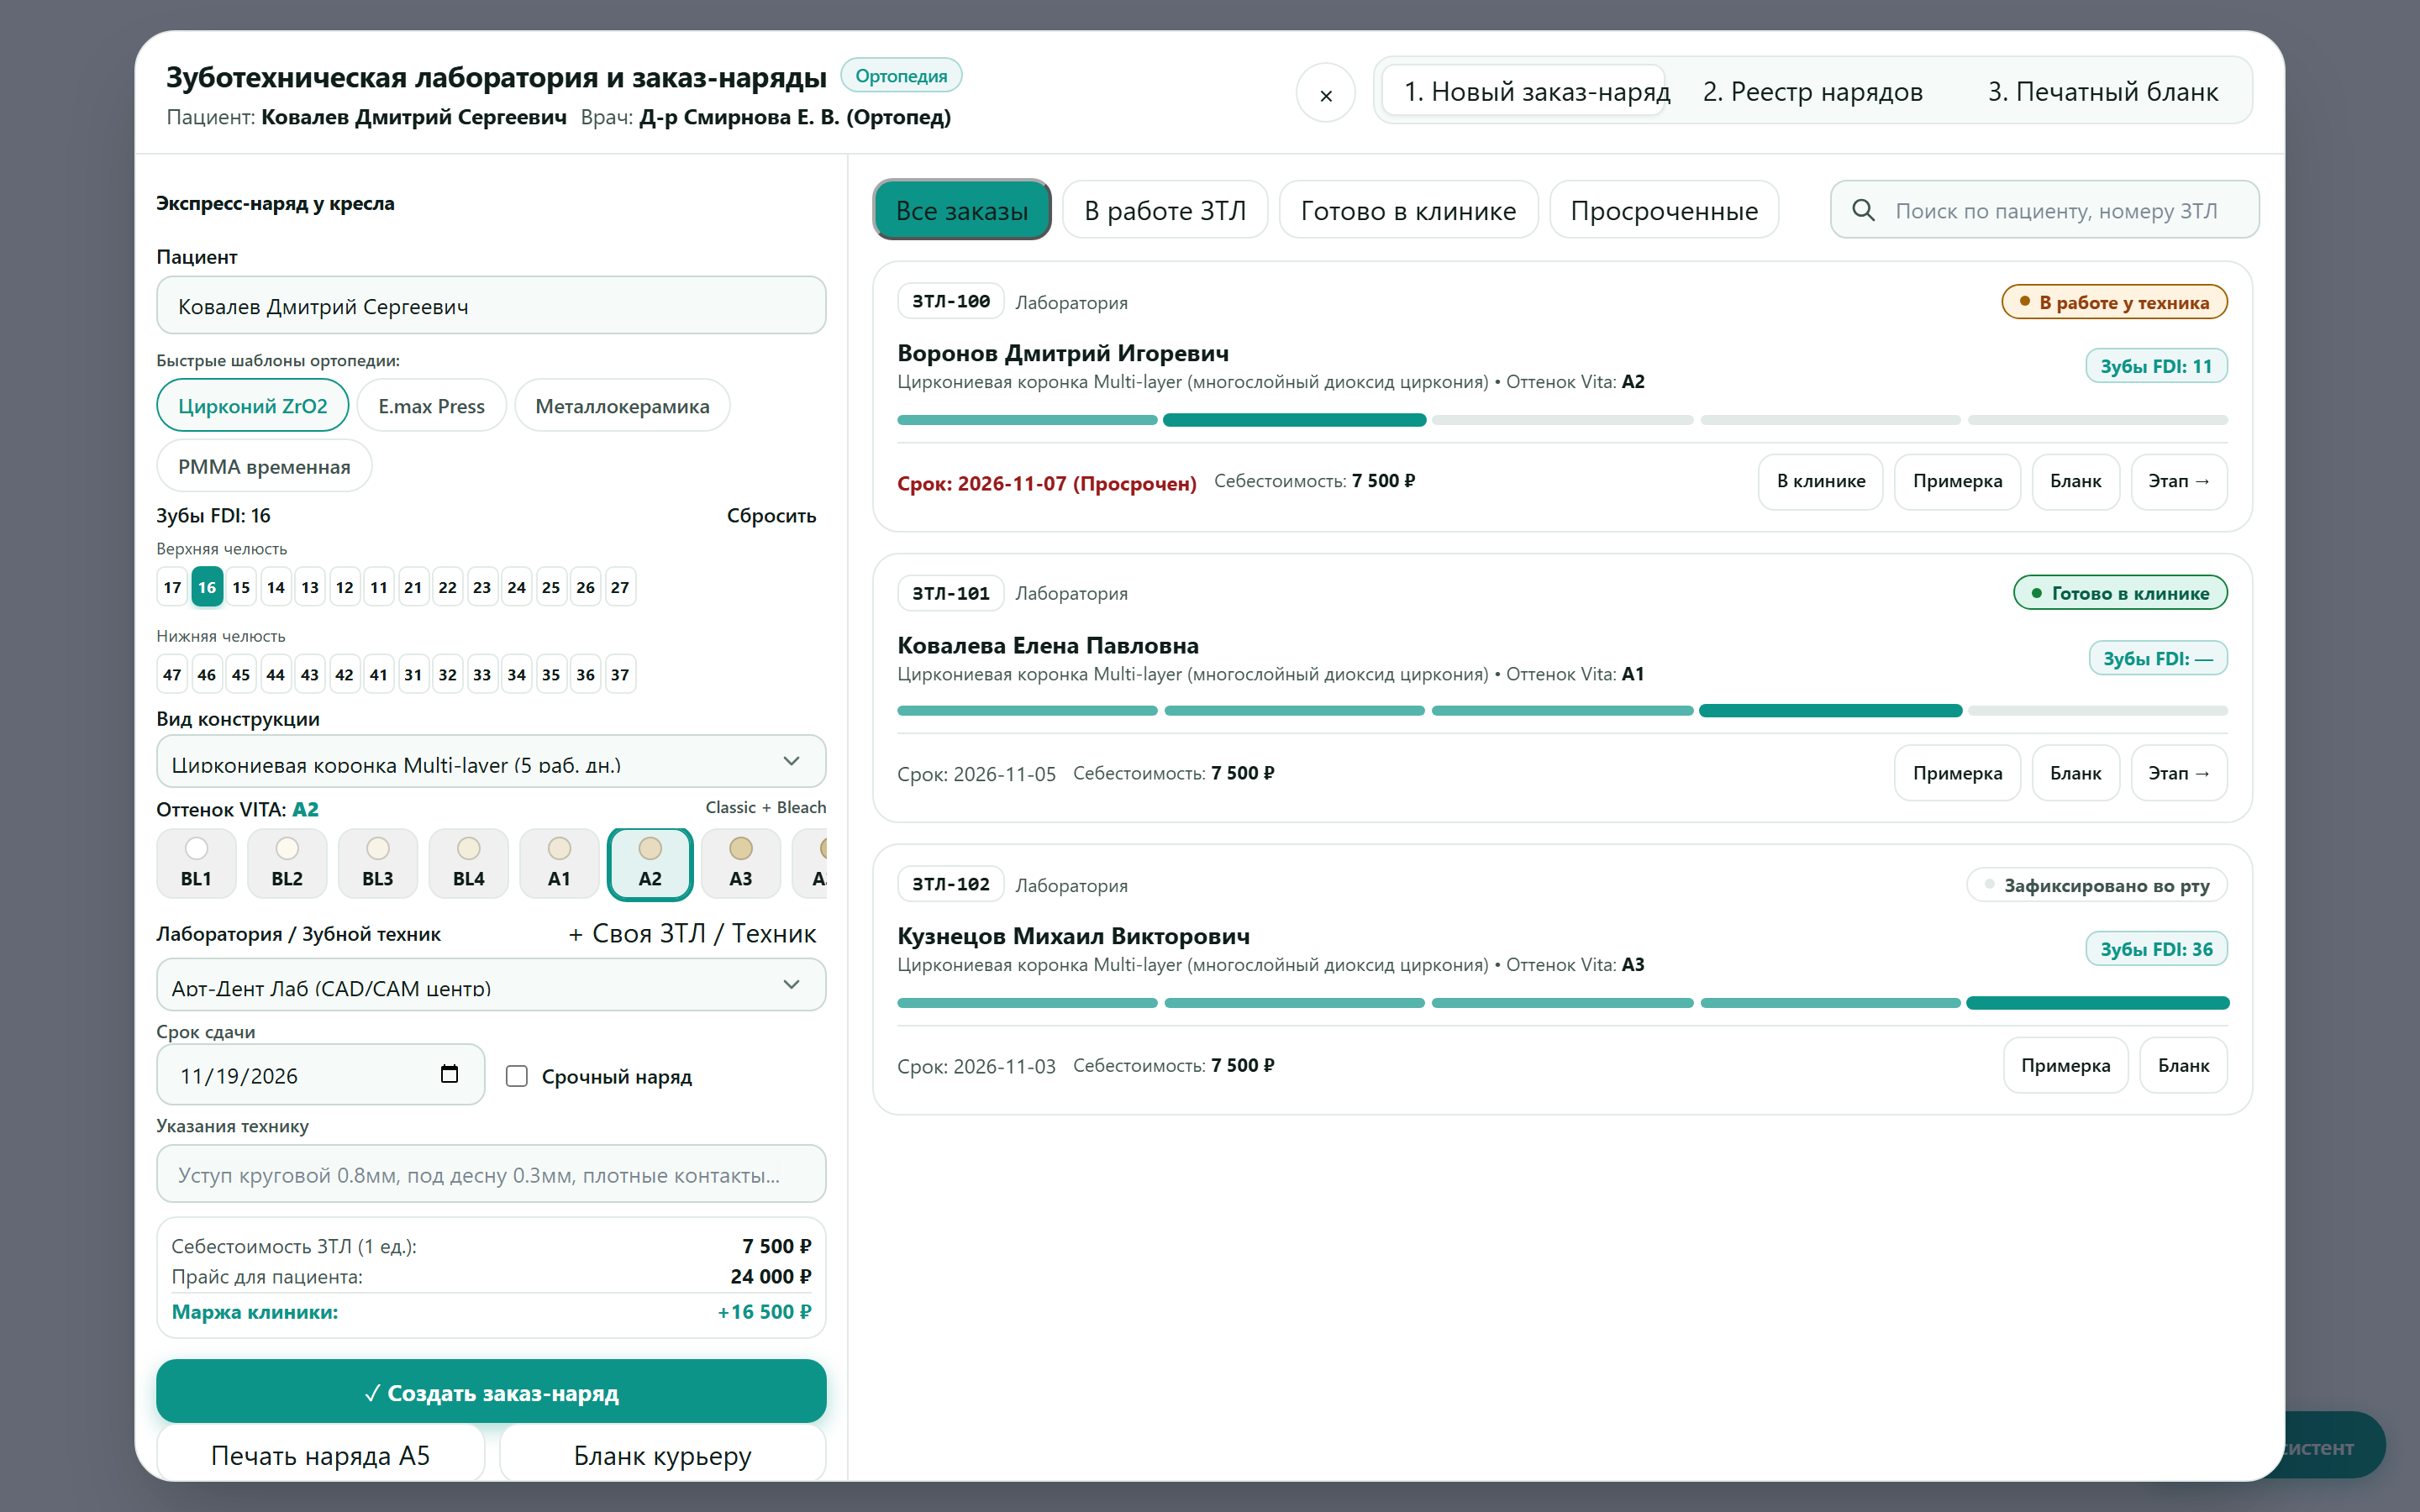 Зуботехническая лаборатория и заказ-наряды Ортопедия
Пациент: Ковалев Дмитрий Сергеевич Врач: Д-р Смирнова Е. В. (Ортопед)
×
1. Новый заказ-наряд 2. Реестр нарядов 3. Печатный бланк
Экспресс-наряд у кресла
Пациент
Ковалев Дмитрий Сергеевич
Быстрые шаблоны ортопедии:
Цирконий ZrO2 E.max Press Металлокерамика
PMMA временная
Зубы FDI: 16 Сбросить
Верхняя челюсть
17 16 15 14 13 12 11 21 22 23 24 25 26 27
Нижняя челюсть
47 46 45 44 43 42 41 31 32 33 34 35 36 37
Вид конструкции
Циркониевая коронка Multi-layer (5 раб. дн.)
Оттенок VITA: A2 Classic + Bleach
BL1 BL2 BL3 BL4 A1 A2 A3
Лаборатория / Зубной техник + Своя ЗТЛ / Техник
Арт-Дент Лаб (CAD/CAM центр)
Срок сдачи
11/19/2026 Срочный наряд
Указания технику
Уступ круговой 0.8мм, под десну 0.3мм, плотные контакты...
Себестоимость ЗТЛ (1 ед.): 7 500 ₽
Прайс для пациента: 24 000 ₽
Маржа клиники: +16 500 ₽
✓ Создать заказ-наряд
Печать наряда А5 Бланк курьеру
Все заказы В работе ЗТЛ Готово в клинике Просроченные Поиск по пациенту, номеру ЗТЛ
ЗТЛ-100 Лаборатория В работе у техника
Воронов Дмитрий Игоревич
Зубы FDI: 11
Циркониевая коронка Multi-layer (многослойный диоксид циркония) • Оттенок Vita: A2
Срок: 2026-11-07 (Просрочен) Себестоимость: 7 500 ₽ В клинике Примерка Бланк Этап →
ЗТЛ-101 Лаборатория Готово в клинике
Ковалева Елена Павловна
Зубы FDI: —
Циркониевая коронка Multi-layer (многослойный диоксид циркония) • Оттенок Vita: A1
Срок: 2026-11-05 Себестоимость: 7 500 ₽ Примерка Бланк Этап →
ЗТЛ-102 Лаборатория Зафиксировано во рту
Кузнецов Михаил Викторович
Зубы FDI: 36
Циркониевая коронка Multi-layer (многослойный диоксид циркония) • Оттенок Vita: A3
Срок: 2026-11-03 Себестоимость: 7 500 ₽ Примерка Бланк